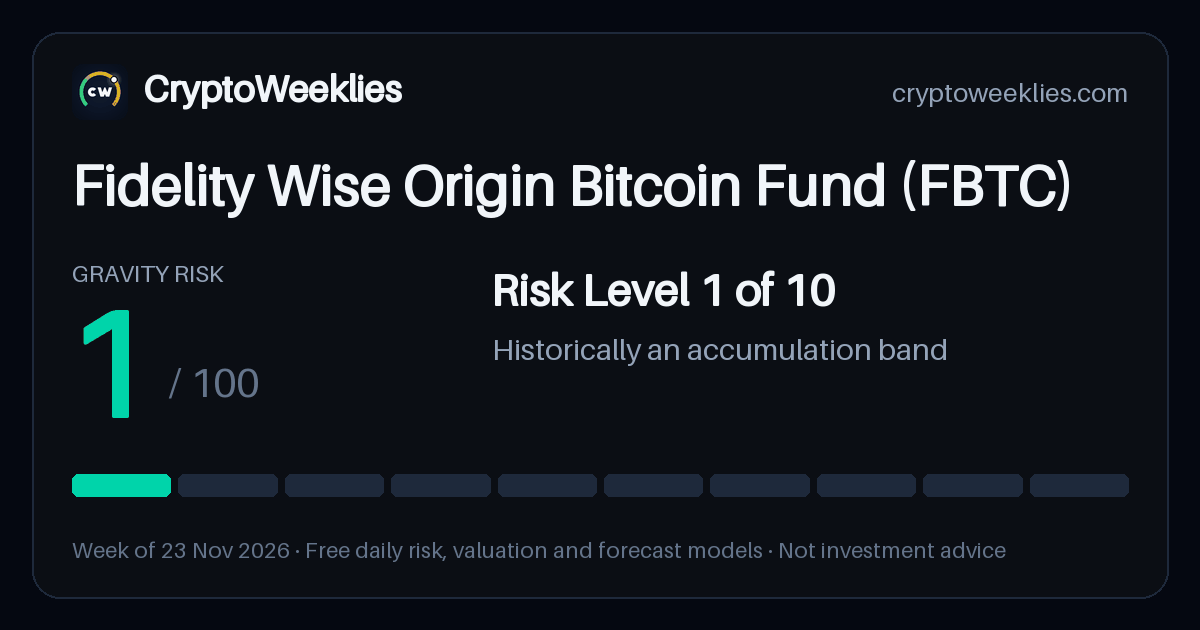 CW
CryptoWeeklies
cryptoweeklies.com
Fidelity Wise Origin Bitcoin Fund (FBTC)
GRAVITY RISK
1 / 100
Risk Level 1 of 10
Historically an accumulation band
Week of 23 Nov 2026 · Free daily risk, valuation and forecast models · Not investment advice